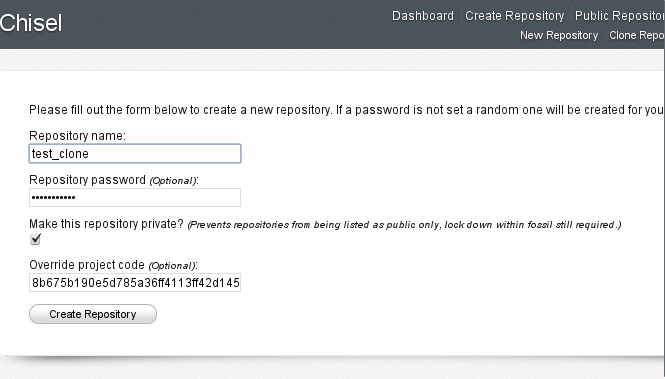 Chisel
Dashboard Create Repository Public Repositor
New Repository Clone Repo
Please fill out the form below to create a new repository. If a password is not set a random one will be created for you
Repository name:
test_clone
Repository password (Optional):
•••••••••••
Make this repository private? (Prevents repositories from being listed as public only, lock down within fossil still required.)
Override project code (Optional):
8b675b190e5d785a36ff4113ff42d145
Create Repository